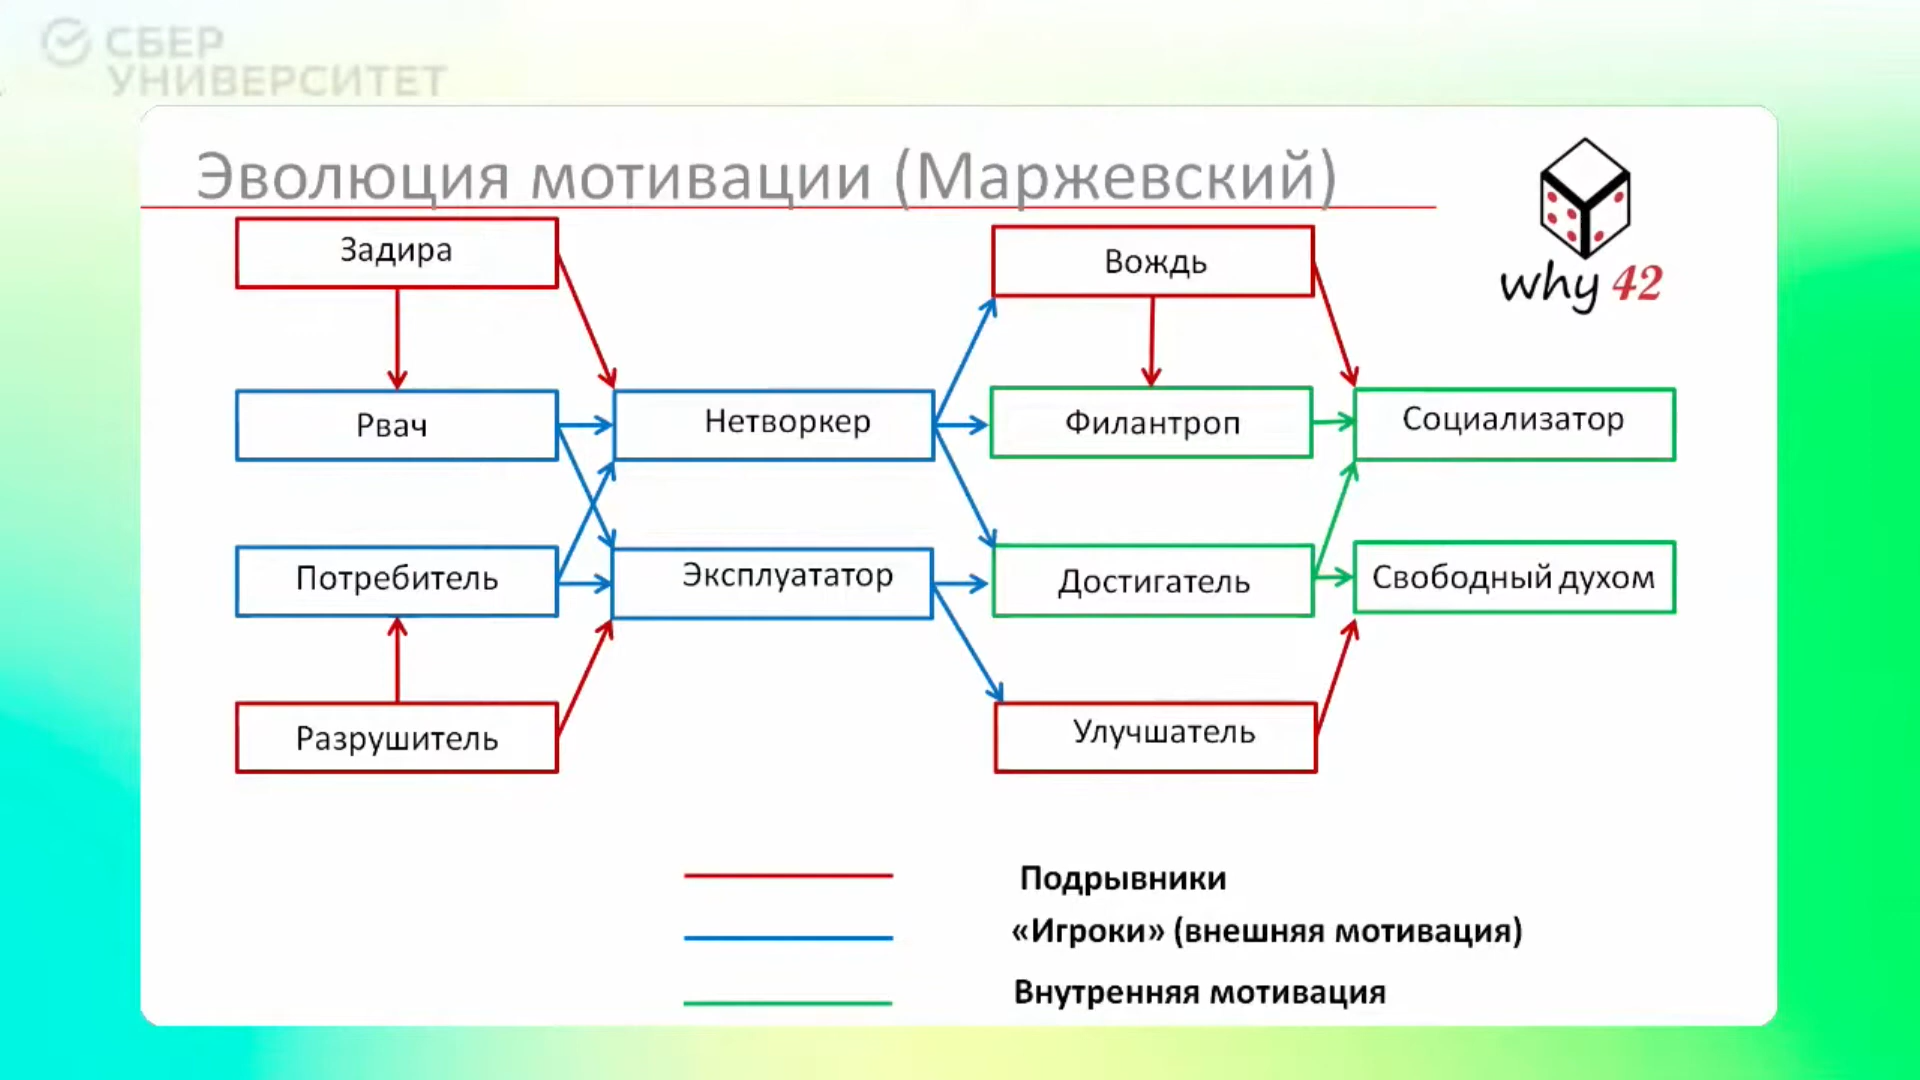 СБЕР
УНИВЕРСИТЕТ
Эволюция мотивации (Маржевский)
why 42
Задира
Вождь
Рвач
Нетворкер
Филантроп
Социализатор
Потребитель
Эксплуататор
Достигатель
Свободный духом
Разрушитель
Улучшатель
Подрывники
«Игроки» (внешняя мотивация)
Внутренняя мотивация